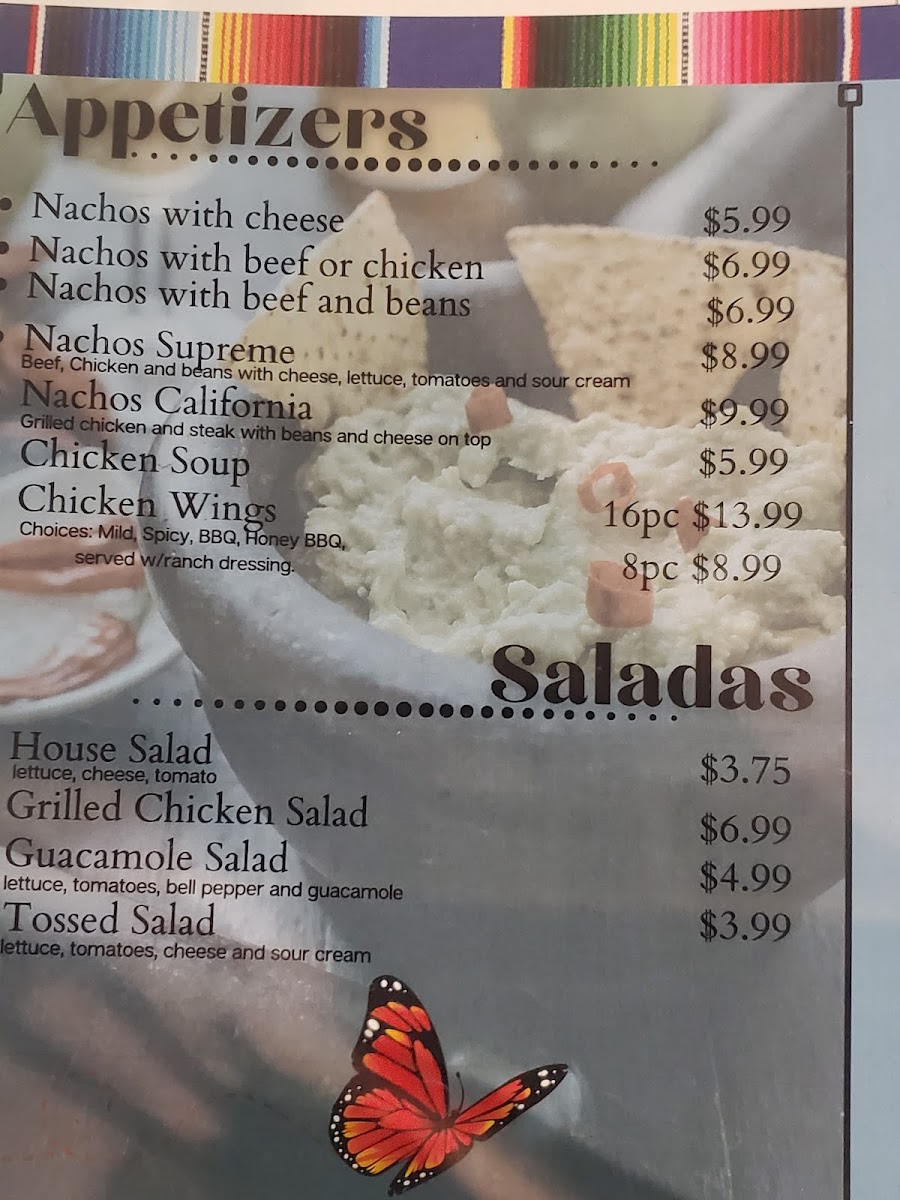 Appetizers
• Nachos with cheese $5.99
• Nachos with beef or chicken $6.99
• Nachos with beef and beans $6.99
• Nachos Supreme $8.99
Beef, Chicken and beans with cheese, lettuce, tomatoes and sour cream
Nachos California $9.99
Grilled chicken and steak with beans and cheese on top
Chicken Soup $5.99
Chicken Wings 16pc $13.99
Choices: Mild, Spicy, BBQ, Honey BBQ,
served w/ranch dressing. 8pc $8.99
Saladas
House Salad $3.75
lettuce, cheese, tomato
Grilled Chicken Salad $6.99
Guacamole Salad $4.99
lettuce, tomatoes, bell pepper and guacamole
Tossed Salad $3.99
lettuce, tomatoes, cheese and sour cream